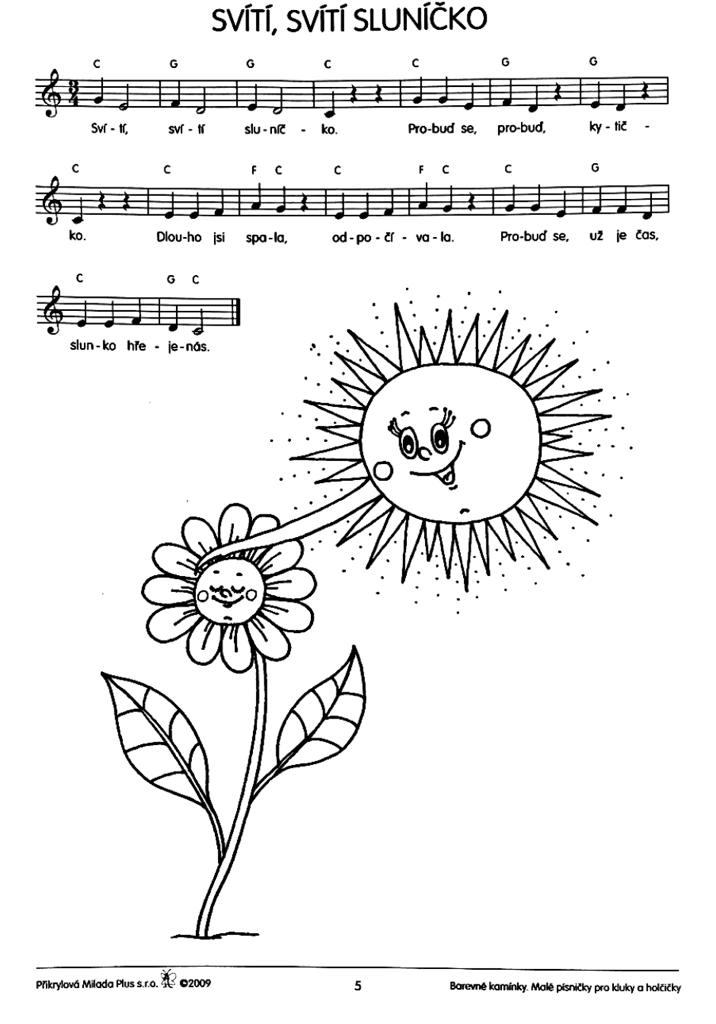 SVÍTÍ, SVÍTÍ SLUNÍČKO
C G G C C G G
3
4
Sví - tí, sví - tí slu - níč - ko. Pro-buď se, pro-buď, ky - tič -
C C F C C F C C G
ko. Dlou-ho jsi spa-la, od-po-čí - va-la. Pro-buď se, už je čas,
C G C
slun-ko hře - je-nás.
Přikrylová Milada Plus s.r.o. ©2009 5 Barevné kamínky. Malé písničky pro kluky a holčičky